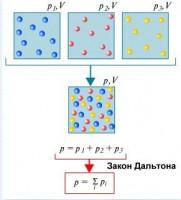 p₁, V p₂, V p₃, V
p, V
p = p₁ + p₂ + p₃
Закон Дальтона
p = Σ pᵢ
i